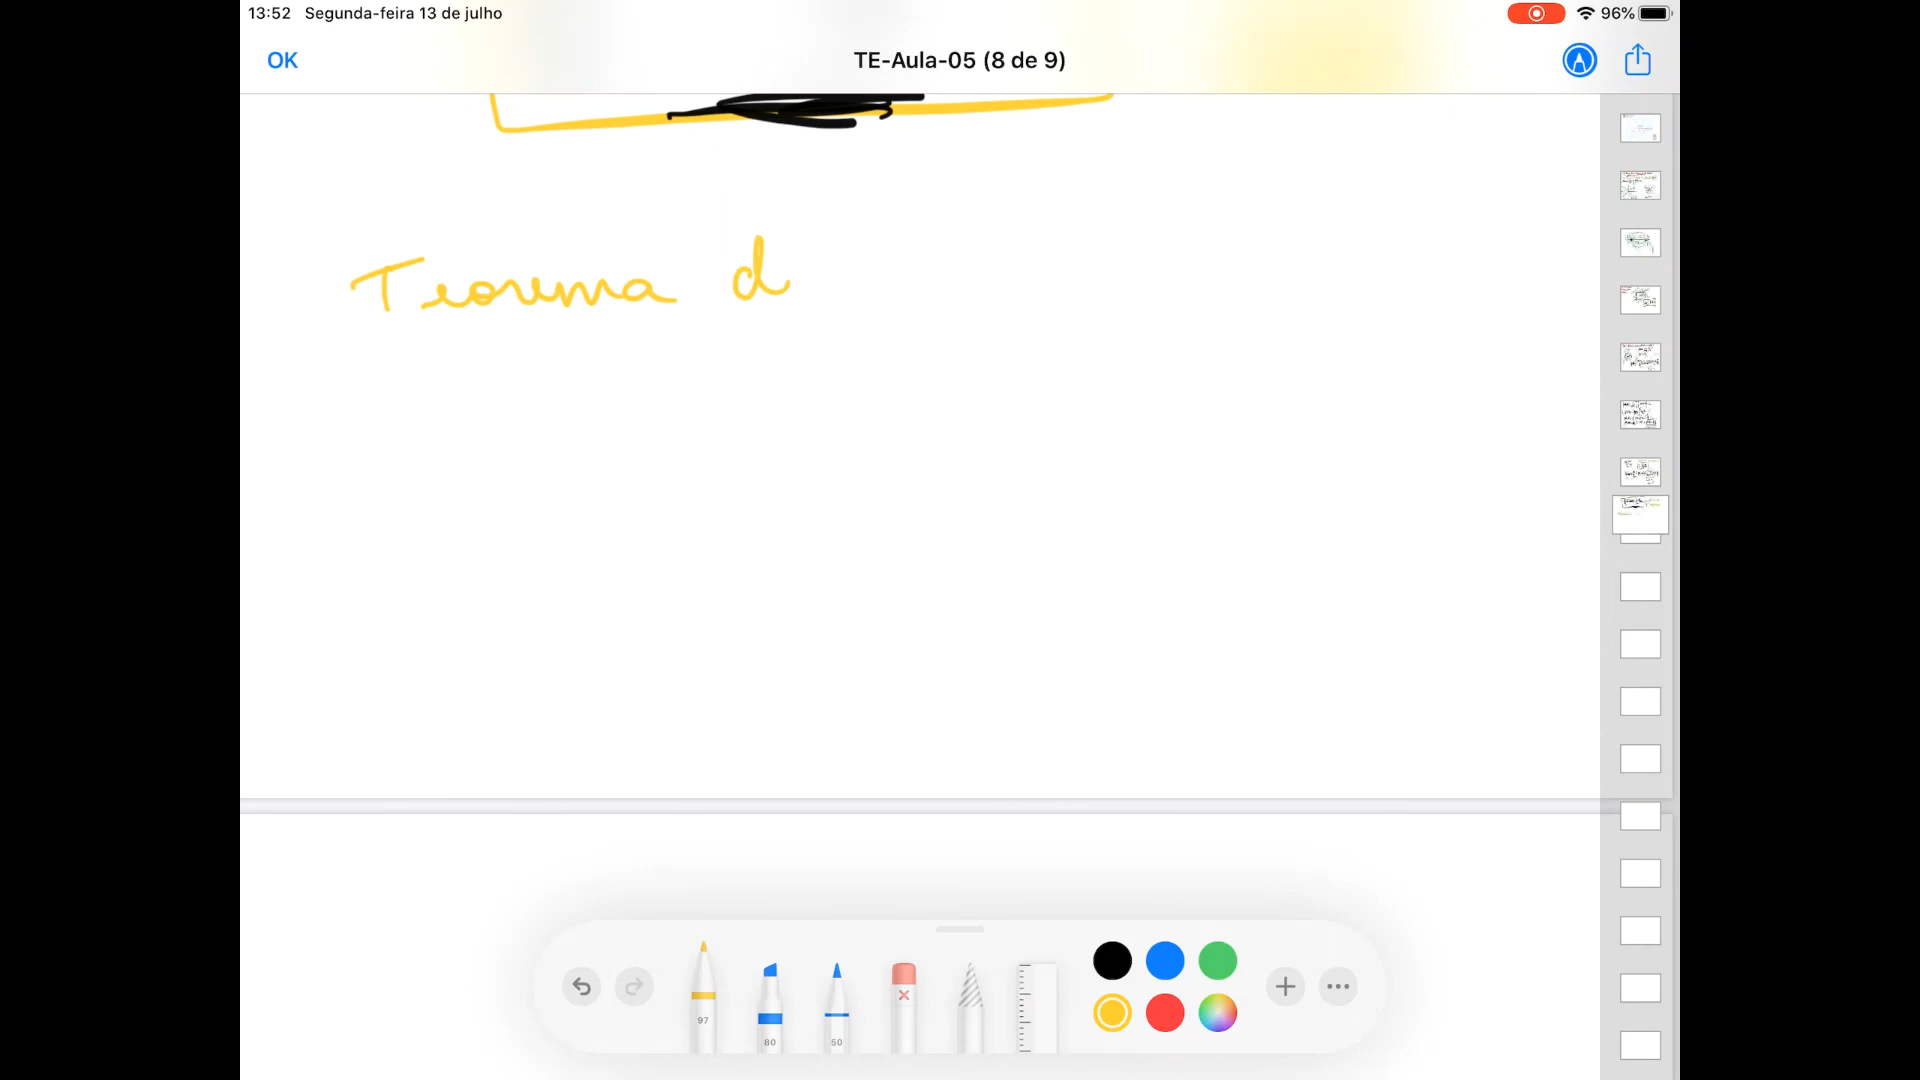 13:52 Segunda-feira 13 de julho 96%
OK TE-Aula-05 (8 de 9)
Teorema d
97 80 50